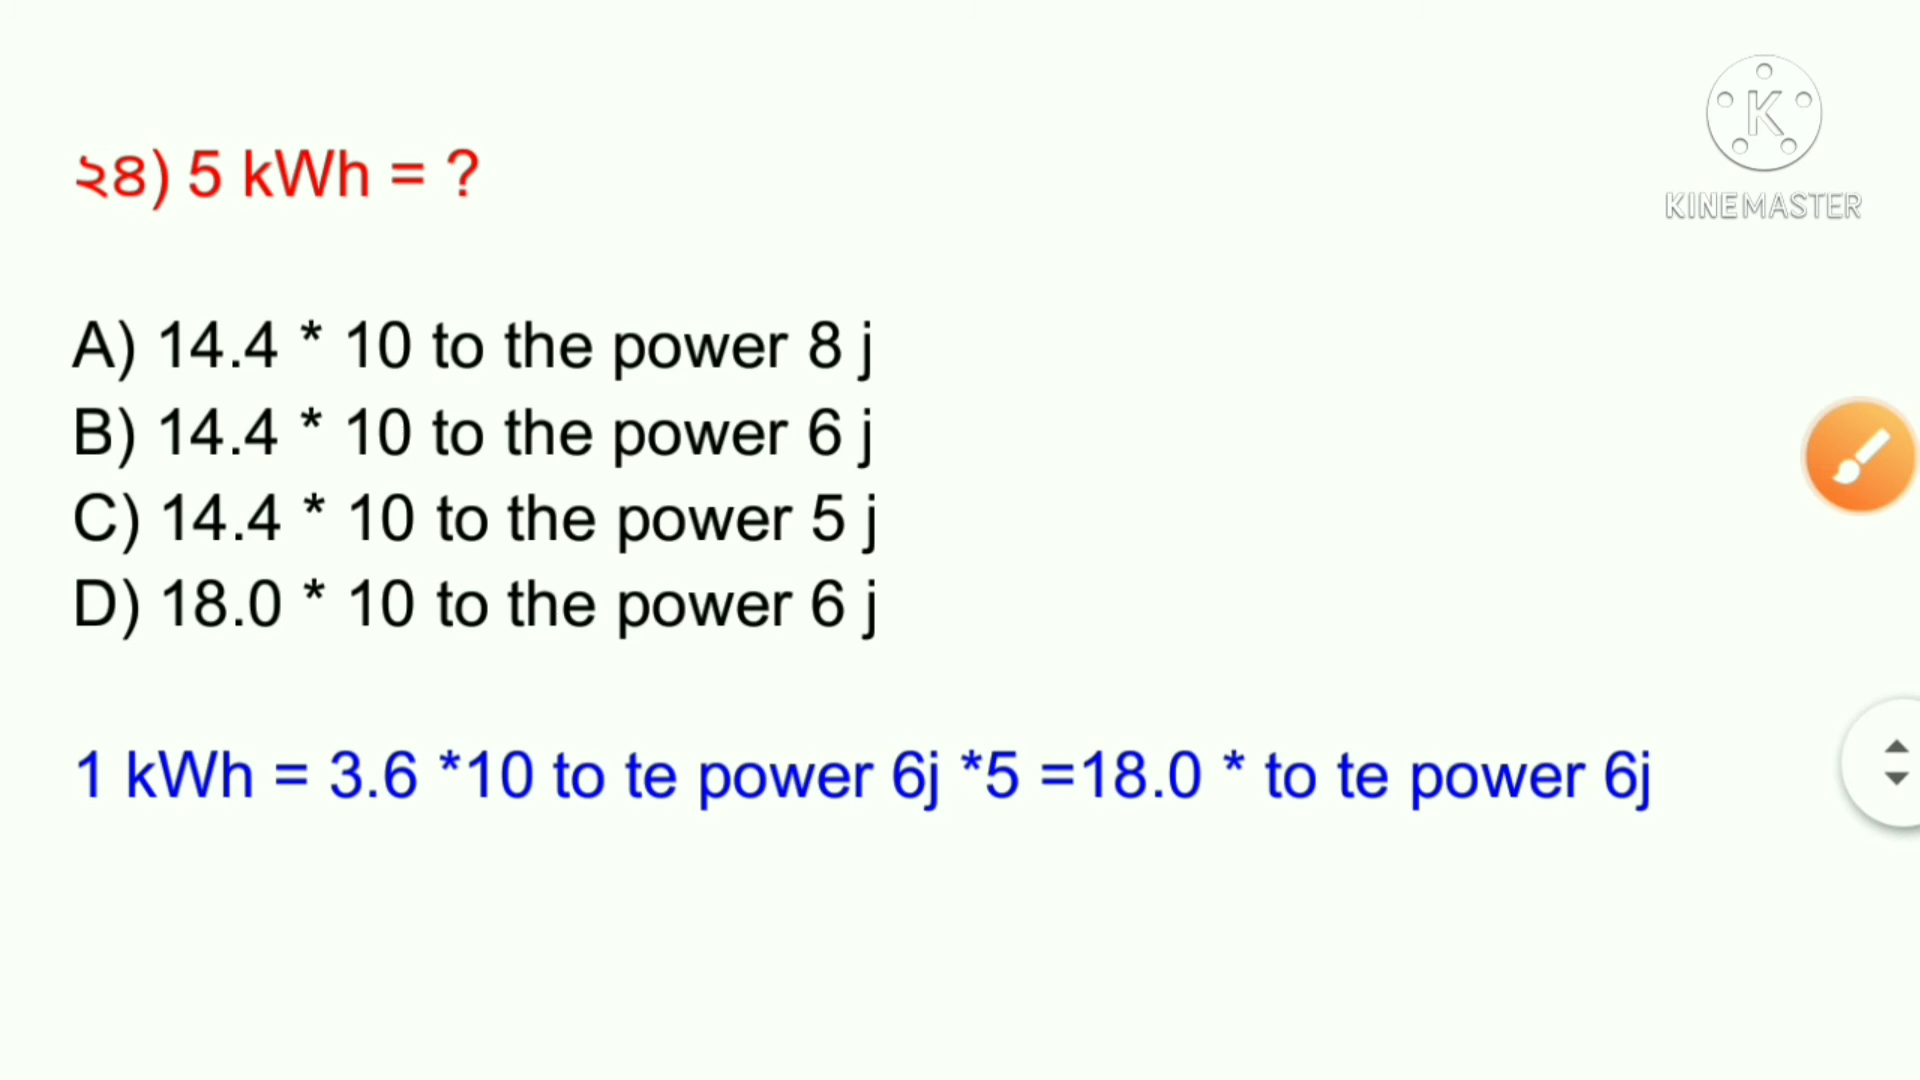 ২৪) 5 kWh = ?
K
KINEMASTER
A) 14.4 * 10 to the power 8 j
B) 14.4 * 10 to the power 6 j
C) 14.4 * 10 to the power 5 j
D) 18.0 * 10 to the power 6 j
1 kWh = 3.6 *10 to te power 6j *5 =18.0 * to te power 6j